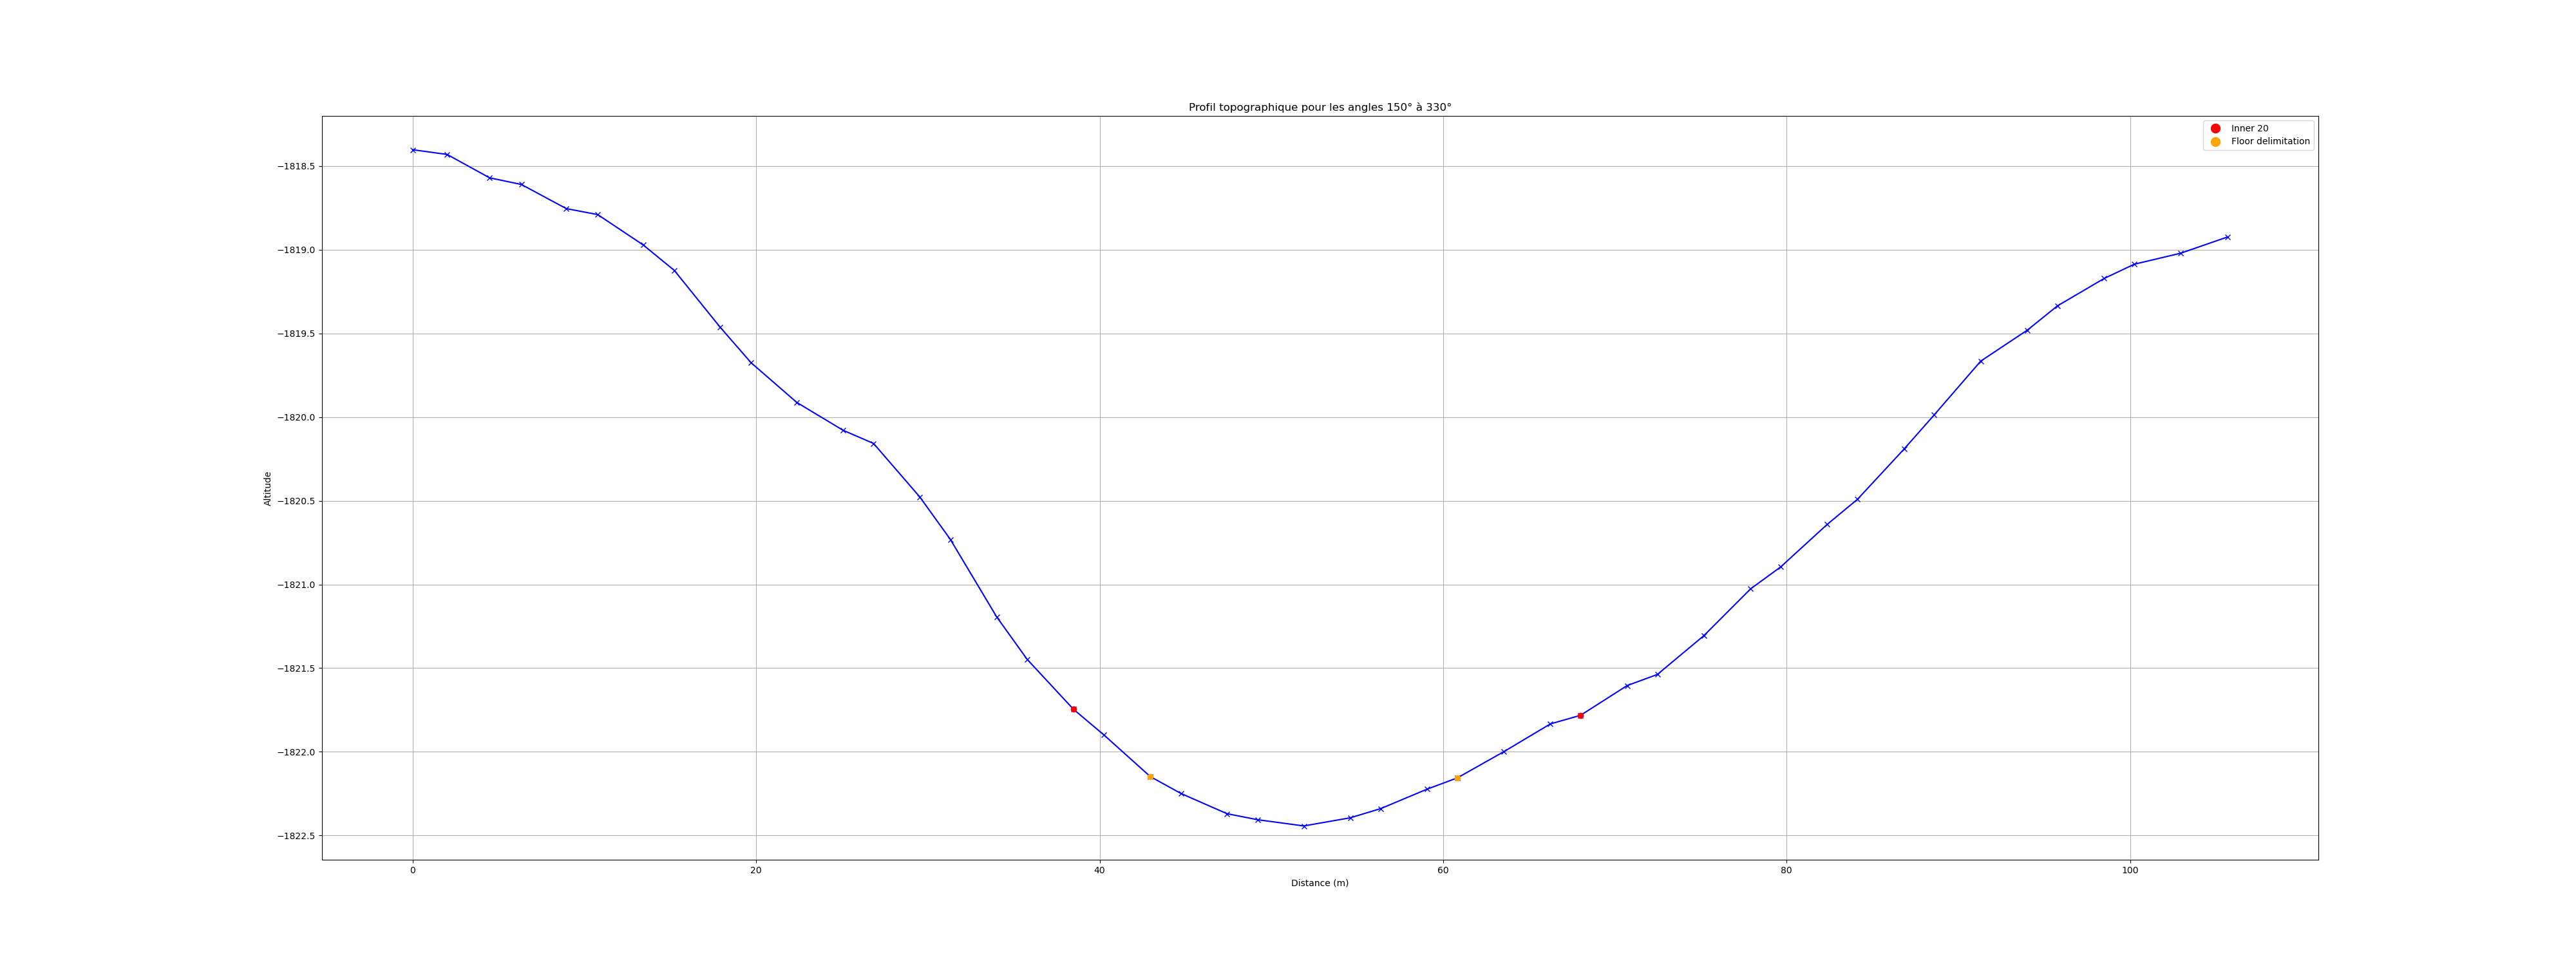 Profil topographique pour les angles 150° à 330°
Inner 20
Floor delimitation
−1818.5
−1819.0
−1819.5
−1820.0
−1820.5
−1821.0
−1821.5
−1822.0
−1822.5
Altitude
0 20 40 60 80 100
Distance (m)